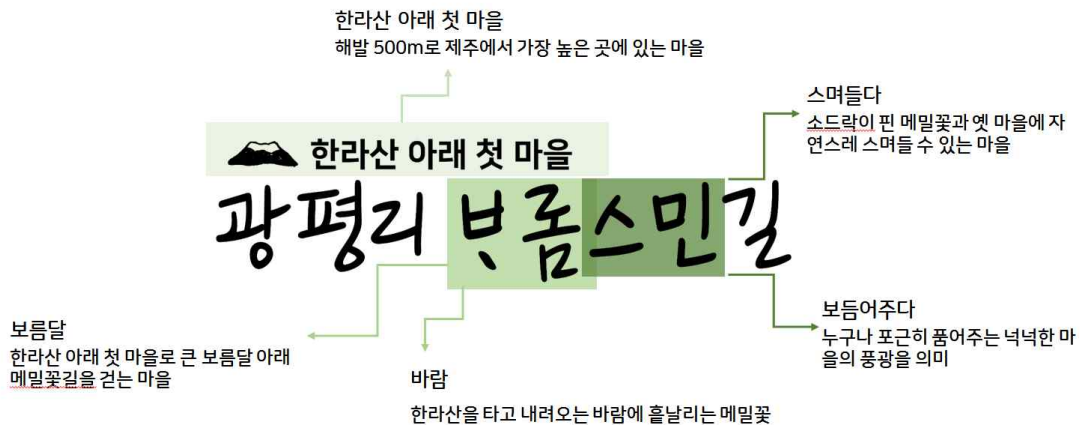 한라산 아래 첫 마을
해발 500m로 제주에서 가장 높은 곳에 있는 마을
스며들다
소드락이 핀 메밀꽃과 옛 마을에 자
연스레 스며들 수 있는 마을
한라산 아래 첫 마을
광평리 ᄇᆞ롬스민길
보름달
한라산 아래 첫 마을로 큰 보름달 아래
메밀꽃길을 걷는 마을
바람
한라산을 타고 내려오는 바람에 흩날리는 메밀꽃
보듬어주다
누구나 포근히 품어주는 넉넉한 마
을의 풍광을 의미